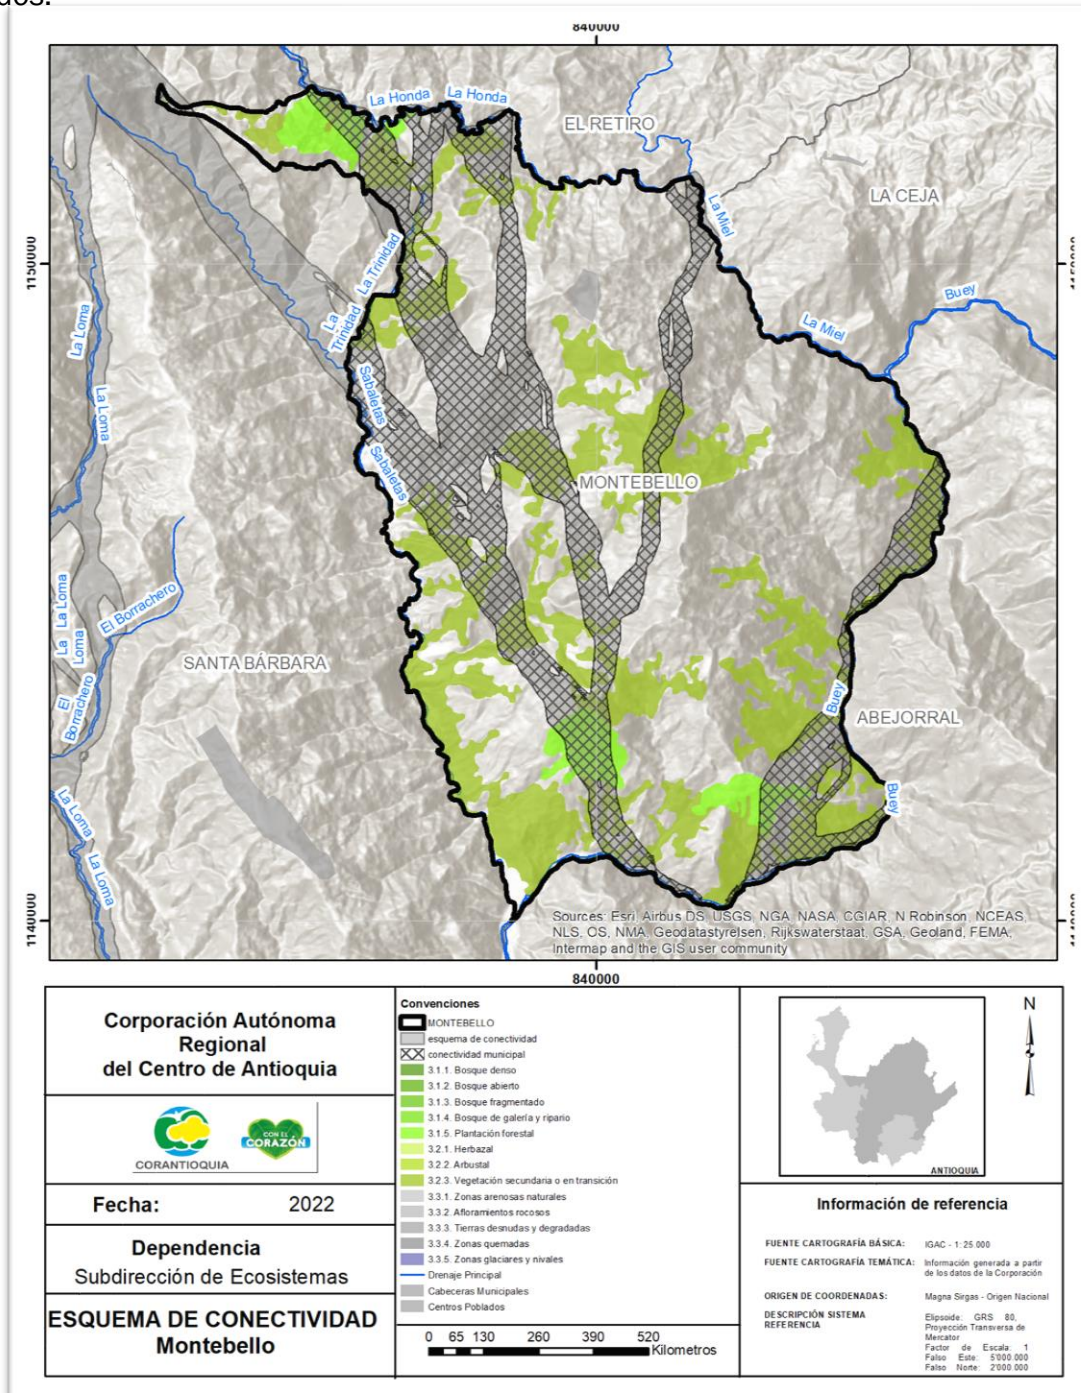 dos.
840000
La Honda
La Honda
EL RETIRO
LA CEJA
La Miel
1150000
La Trinidad
La Trinidad
Buey
La Miel
La Loma
La Loma
Sabaletas
Sabaletas
MONTEBELLO
La Loma
La Loma
El Borrachero
El Borrachero
SANTA BÁRBARA
Buey
ABEJORRAL
Buey
La Loma
La Loma
1140000
Sources: Esri, Airbus DS, USGS, NGA, NASA, CGIAR, N Robinson, NCEAS,
NLS, OS, NMA, Geodatastyrelsen, Rijkswaterstaat, GSA, Geoland, FEMA,
Intermap and the GIS user community
840000
Corporación Autónoma
Regional
del Centro de Antioquia
CORANTIOQUIA
CON EL
CORAZÓN
Fecha: 2022
Dependencia
Subdirección de Ecosistemas
ESQUEMA DE CONECTIVIDAD
Montebello
Convenciones
MONTEBELLO
esquema de conectividad
conectividad municipal
3.1.1. Bosque denso
3.1.2. Bosque abierto
3.1.3. Bosque fragmentado
3.1.4. Bosque de galería y ripario
3.1.5. Plantación forestal
3.2.1. Herbazal
3.2.2. Arbustal
3.2.3. Vegetación secundaria o en transición
3.3.1. Zonas arenosas naturales
3.3.2. Afloramientos rocosos
3.3.3. Tierras desnudas y degradadas
3.3.4. Zonas quemadas
3.3.5. Zonas glaciares y nivales
Drenaje Principal
Cabeceras Municipales
Centros Poblados
0 65 130 260 390 520
Kilometros
N
ANTIOQUIA
Información de referencia
FUENTE CARTOGRAFÍA BÁSICA: IGAC - 1: 25.000
FUENTE CARTOGRAFÍA TEMÁTICA: Información generada a partir
de los datos de la Corporación
ORIGEN DE COORDENADAS: Magna Sirgas - Origen Nacional
DESCRIPCIÓN SISTEMA
REFERENCIA
Elipsoide: GRS 80,
Proyección Transversa de
Mercator
Factor de Escala: 1
Falso Este: 5'000.000
Falso Norte: 2'000.000